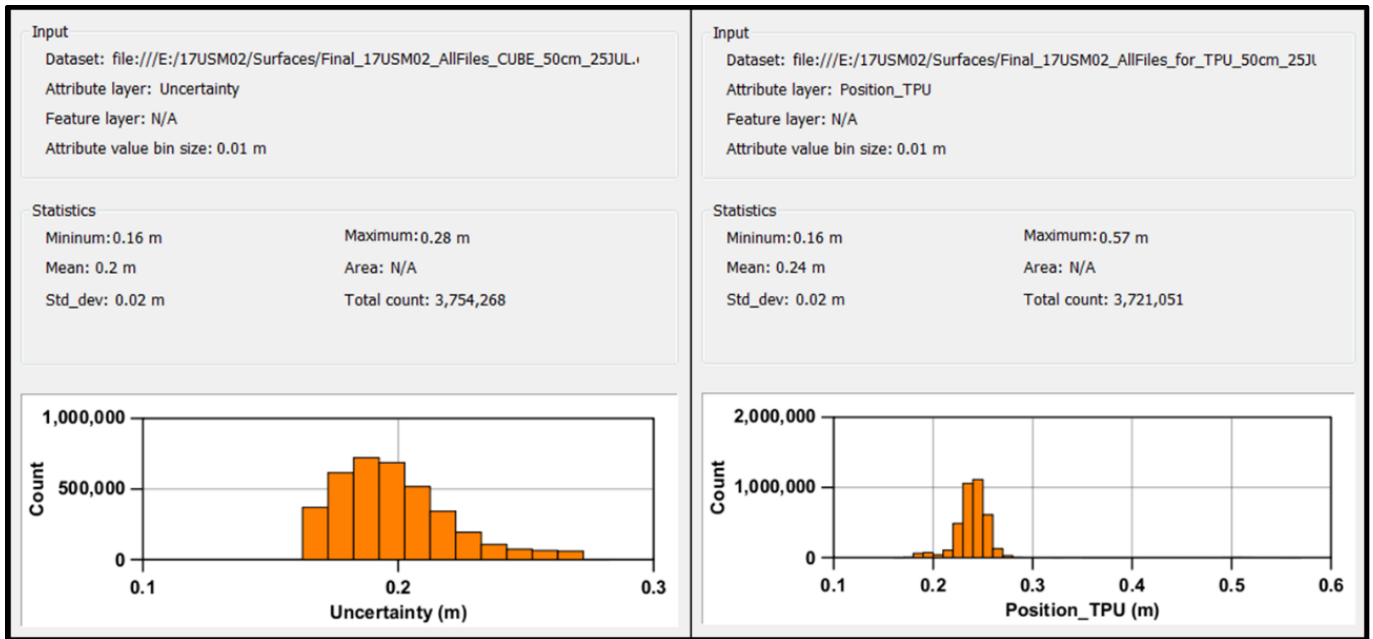 Input
Dataset: file:///E:/17USM02/Surfaces/Final_17USM02_AllFiles_CUBE_50cm_25JUL.
Attribute layer: Uncertainty
Feature layer: N/A
Attribute value bin size: 0.01 m
Statistics
Mininum: 0.16 m Maximum: 0.28 m
Mean: 0.2 m Area: N/A
Std_dev: 0.02 m Total count: 3,754,268
1,000,000
500,000
0
Count
0.1 0.2 0.3
Uncertainty (m)
Input
Dataset: file:///E:/17USM02/Surfaces/Final_17USM02_AllFiles_for_TPU_50cm_25JU
Attribute layer: Position_TPU
Feature layer: N/A
Attribute value bin size: 0.01 m
Statistics
Mininum: 0.16 m Maximum: 0.57 m
Mean: 0.24 m Area: N/A
Std_dev: 0.02 m Total count: 3,721,051
2,000,000
1,000,000
0
Count
0.1 0.2 0.3 0.4 0.5 0.6
Position_TPU (m)